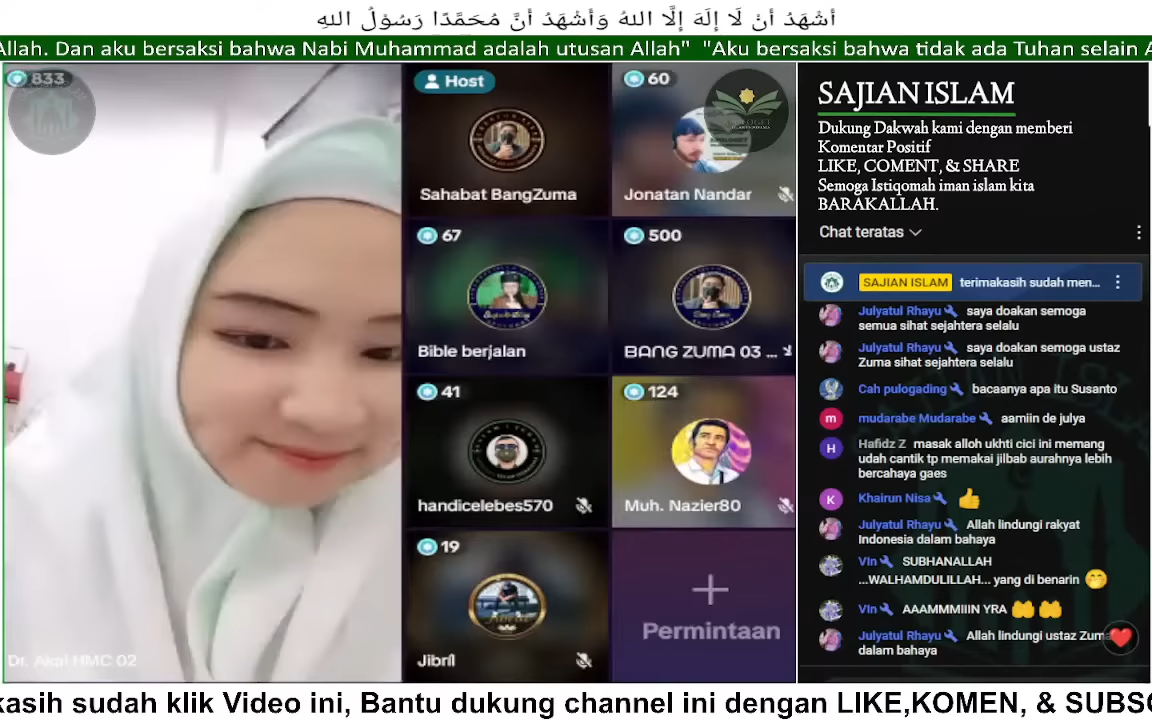 أَشْهَدُ أَنْ لَا إِلَهَ إِلَّا اللهُ وَأَشْهَدُ أَنَّ مُحَمَّدًا رَسُوْلُ اللهِ
Allah. Dan aku bersaksi bahwa Nabi Muhammad adalah utusan Allah" "Aku bersaksi bahwa tidak ada Tuhan selain A
833
Dr. Akal HMC 02
Host
Sahabat BangZuma
60
Jonatan Nandar
67
Bible berjalan
500
BANG ZUMA 03 ...
41
handicelebes570
124
Muh. Nazier80
19
Jibril
Permintaan
SAJIAN ISLAM
Dukung Dakwah kami dengan memberi
Komentar Positif
LIKE, COMENT, & SHARE
Semoga Istiqomah iman islam kita
BARAKALLAH.
Chat teratas
SAJIAN ISLAM terimakasih sudah men...
Julyatul Rhayu saya doakan semoga
semua sihat sejahtera selalu
Julyatul Rhayu saya doakan semoga ustaz
Zuma sihat sejahtera selalu
Cah pulogading bacaanya apa itu Susanto
m mudarabe Mudarabe aamiin de julya
H Hafidz Z masak alloh ukhti cici ini memang
udah cantik tp memakai jilbab aurahnya lebih
bercahaya gaes
K Khairun Nisa 👍
Julyatul Rhayu Allah lindungi rakyat
Indonesia dalam bahaya
VIn SUBHANALLAH
...WALHAMDULILLAH... yang di benarin 🤭
VIn AAAMMMIIIN YRA 🤲 🤲
Julyatul Rhayu Allah lindungi ustaz Zuma
dalam bahaya
kasih sudah klik Video ini, Bantu dukung channel ini dengan LIKE,KOMEN, & SUBSC